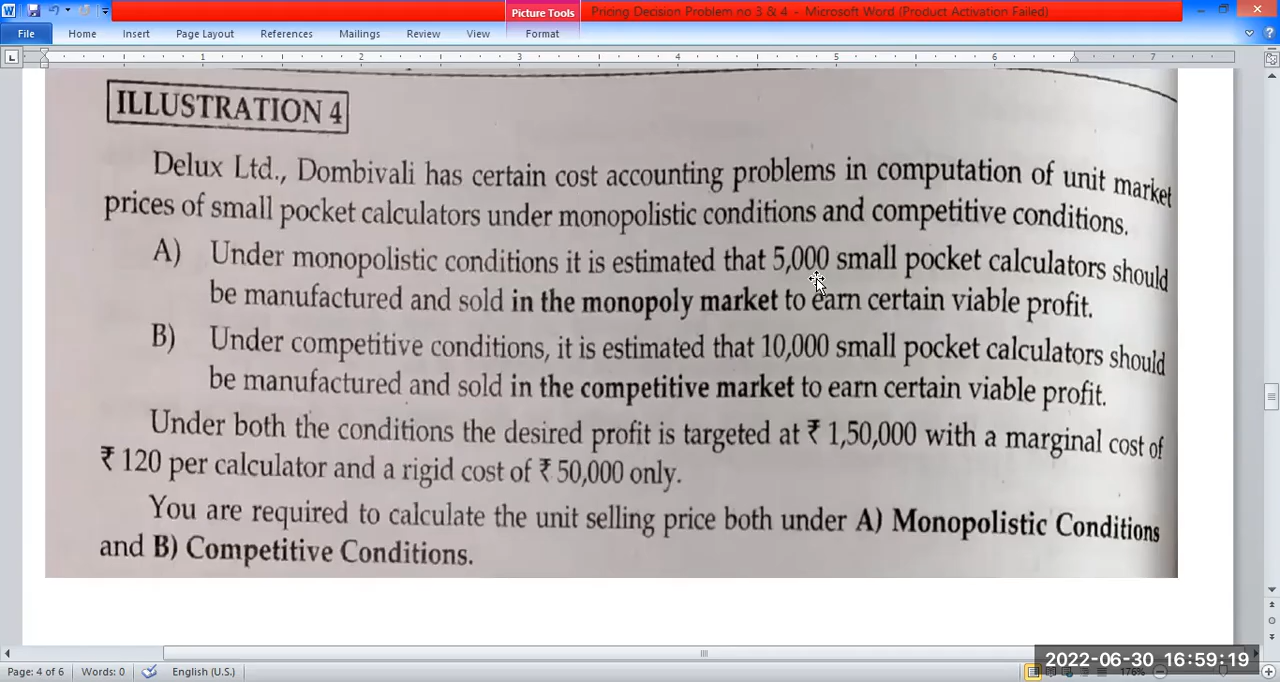 Picture Tools
Pricing Decision Problem no 3 & 4 - Microsoft Word (Product Activation Failed)
File Home Insert Page Layout References Mailings Review View Format
1 2 3 4 5 6 7
ILLUSTRATION 4
Delux Ltd., Dombivali has certain cost accounting problems in computation of unit market
prices of small pocket calculators under monopolistic conditions and competitive conditions.
A) Under monopolistic conditions it is estimated that 5,000 small pocket calculators should
be manufactured and sold in the monopoly market to earn certain viable profit.
B) Under competitive conditions, it is estimated that 10,000 small pocket calculators should
be manufactured and sold in the competitive market to earn certain viable profit.
Under both the conditions the desired profit is targeted at ₹ 1,50,000 with a marginal cost of
₹ 120 per calculator and a rigid cost of ₹ 50,000 only.
You are required to calculate the unit selling price both under A) Monopolistic Conditions
and B) Competitive Conditions.
Page: 4 of 6 Words: 0 English (U.S.) 176%
2022-06-30 16:59:19